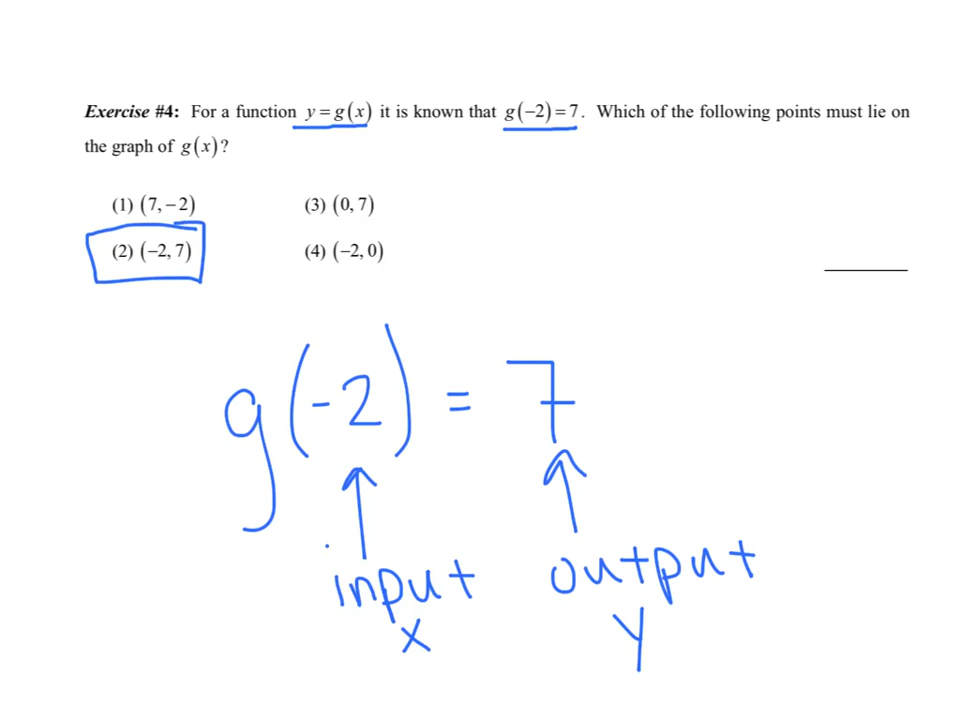 Exercise #4: For a function y = g(x) it is known that g(−2) = 7. Which of the following points must lie on
the graph of g(x)?
(1) (7, −2) (3) (0, 7)
(2) (−2, 7) (4) (−2, 0)
g(-2) = 7
input output
x y